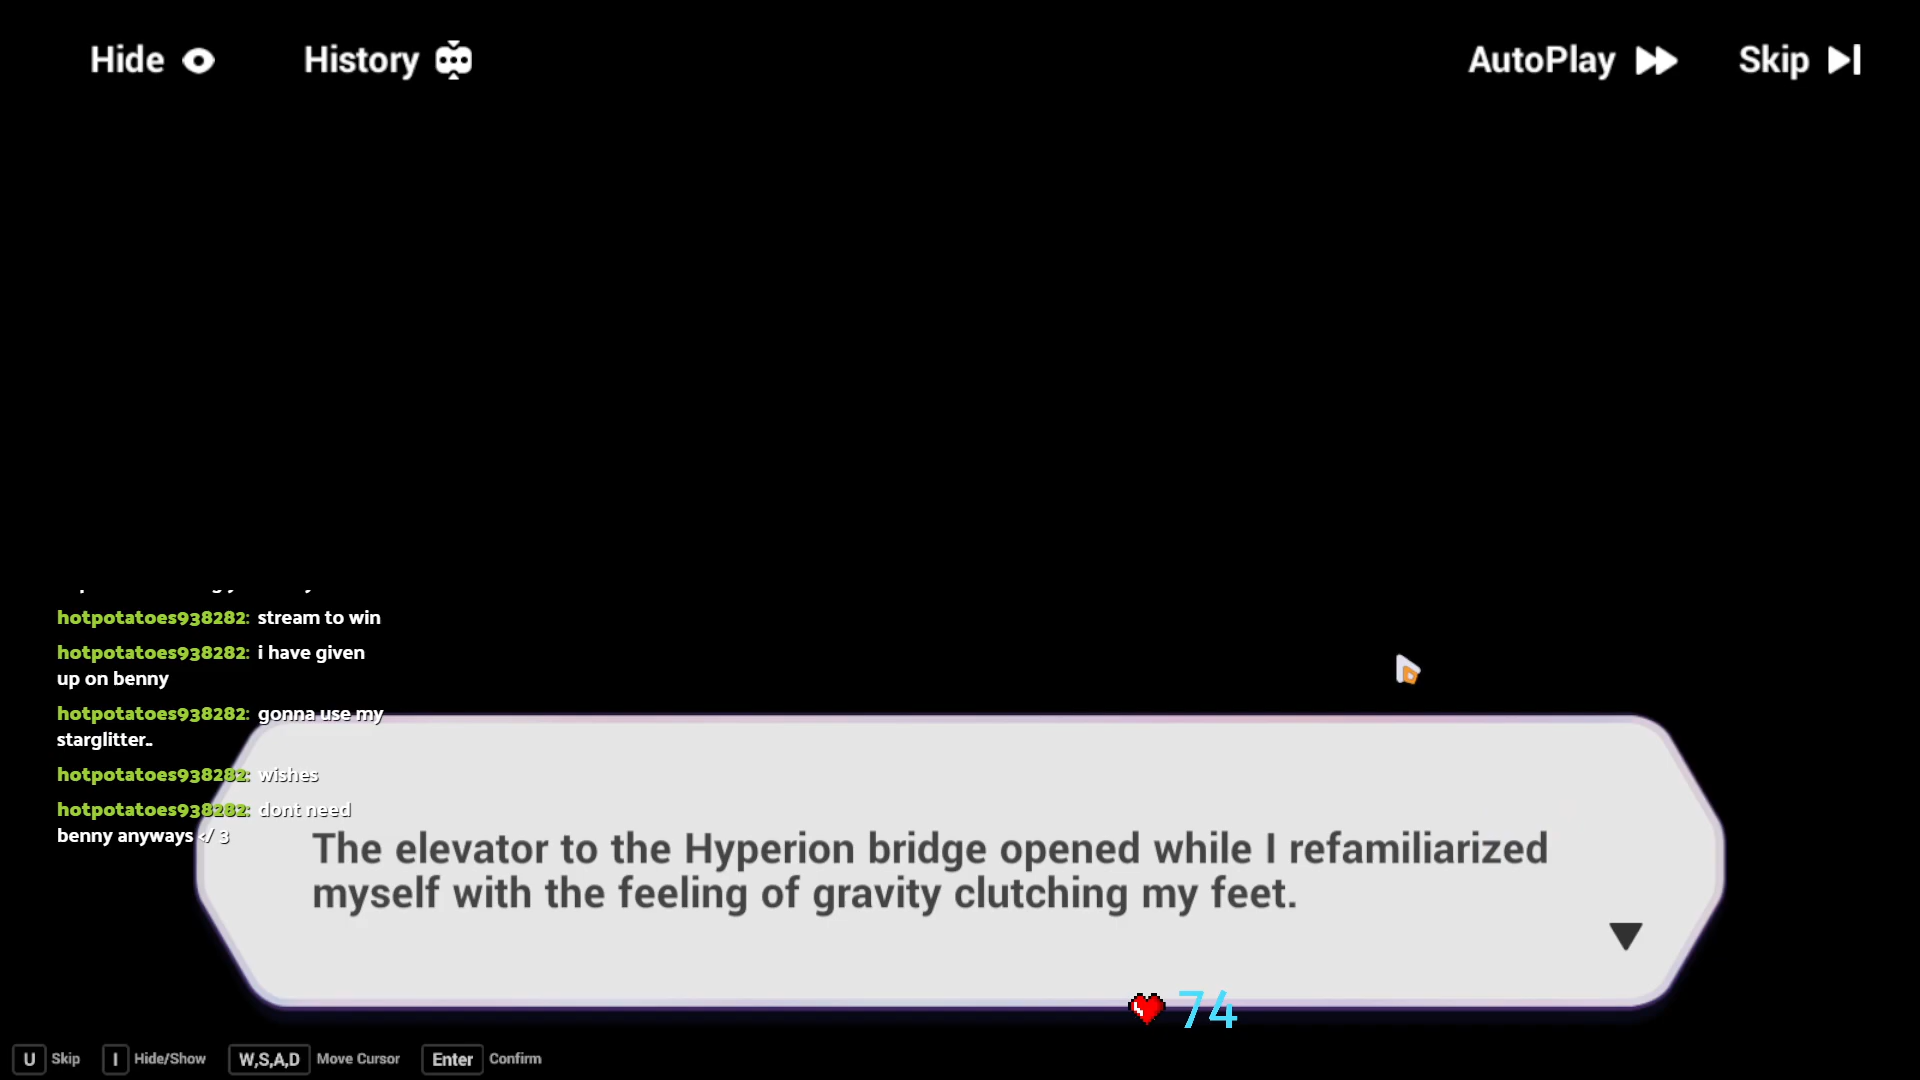 Hide
History
AutoPlay
Skip
hotpotatoes938282: stream to win
hotpotatoes938282: i have given
up on benny
hotpotatoes938282: gonna use my
starglitter..
hotpotatoes938282: wishes
hotpotatoes938282: dont need
benny anyways </3
The elevator to the Hyperion bridge opened while I refamiliarized
myself with the feeling of gravity clutching my feet.
74
U Skip I Hide/Show W,S,A,D Move Cursor Enter Confirm